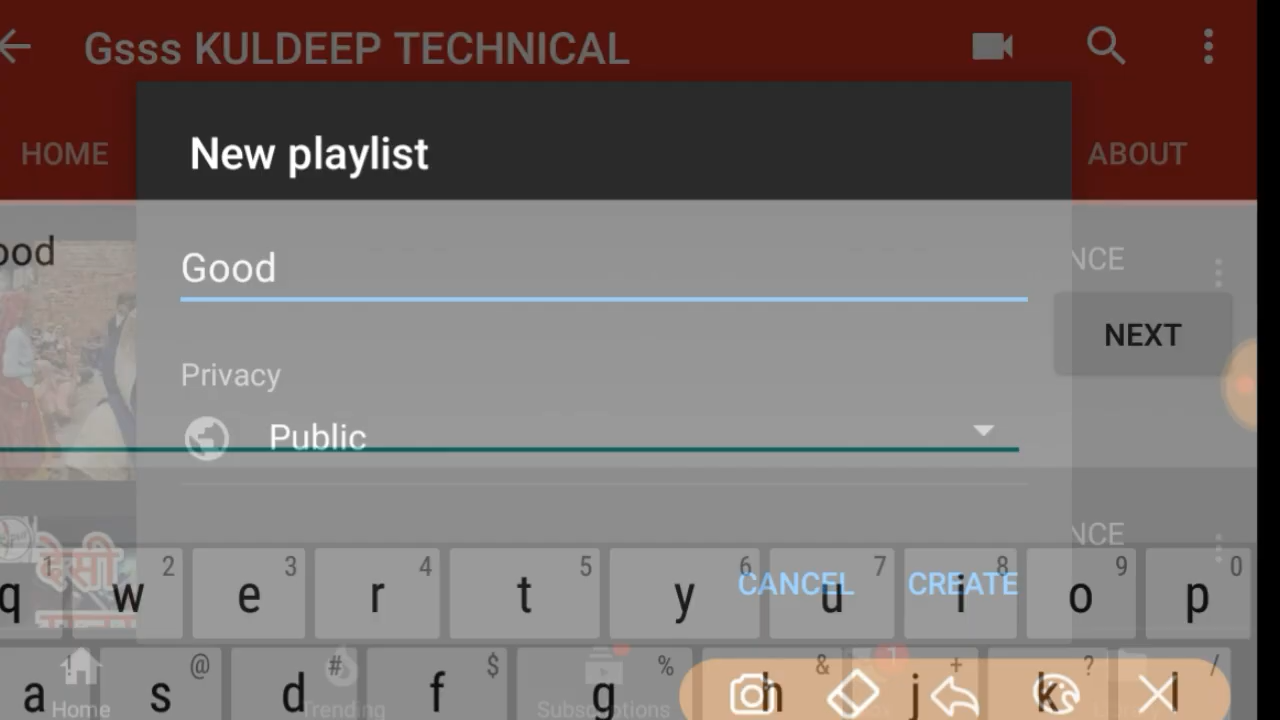 Gsss KULDEEP TECHNICAL
HOME
ABOUT
New playlist
ood
Good
NCE
NEXT
Privacy
Public
NCE
देसी
CANCEL CREATE
q 1 w 2 e 3 r 4 t 5 y 6 u 7 i 8 o 9 p 0
a ! s @ d # f $ g % h & j + k ? l /
Home Trending Subscriptions
1